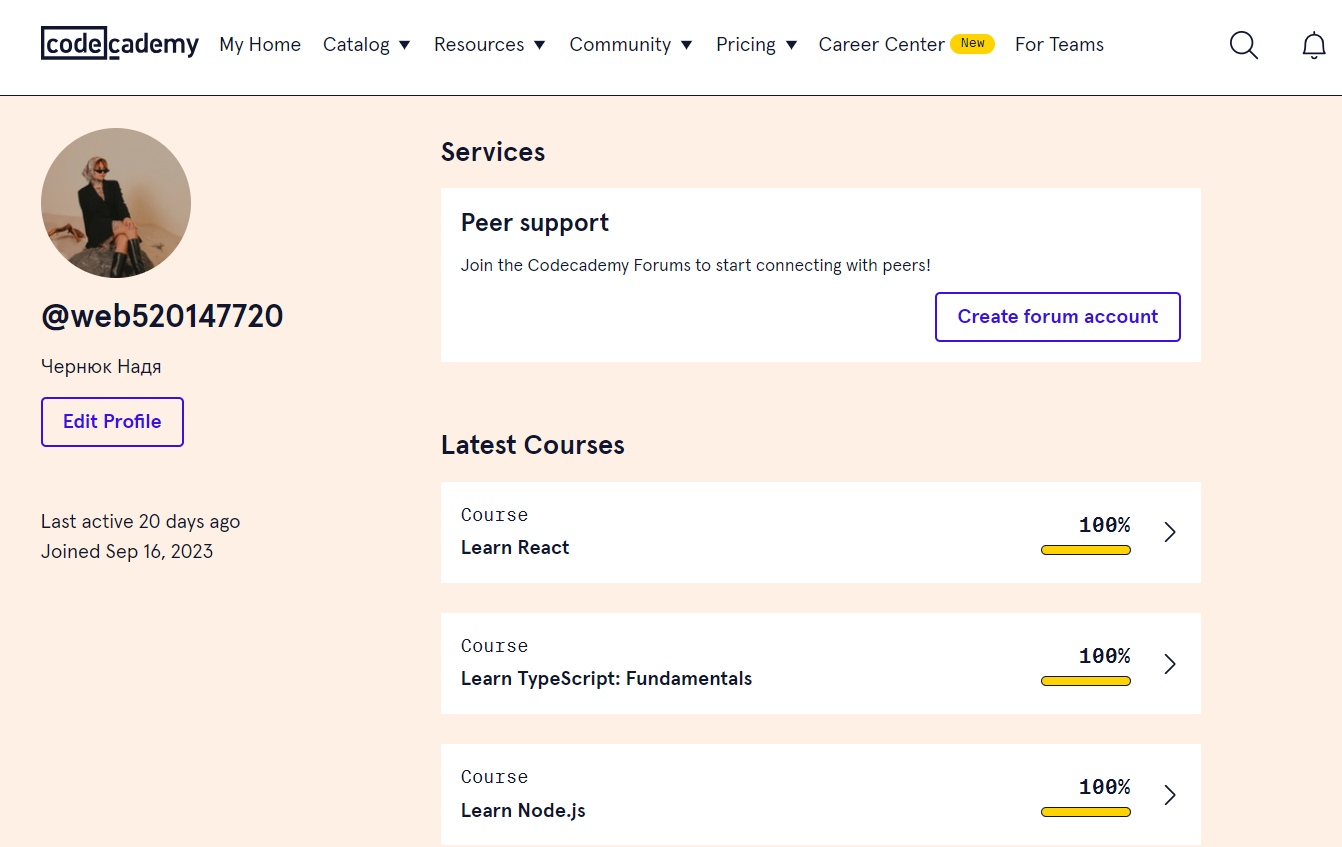 codecademy My Home Catalog Resources Community Pricing Career Center New For Teams
@web520147720
Чернюк Надя
Edit Profile
Last active 20 days ago
Joined Sep 16, 2023
Services
Peer support
Join the Codecademy Forums to start connecting with peers!
Create forum account
Latest Courses
Course
Learn React
100%
Course
Learn TypeScript: Fundamentals
100%
Course
Learn Node.js
100%